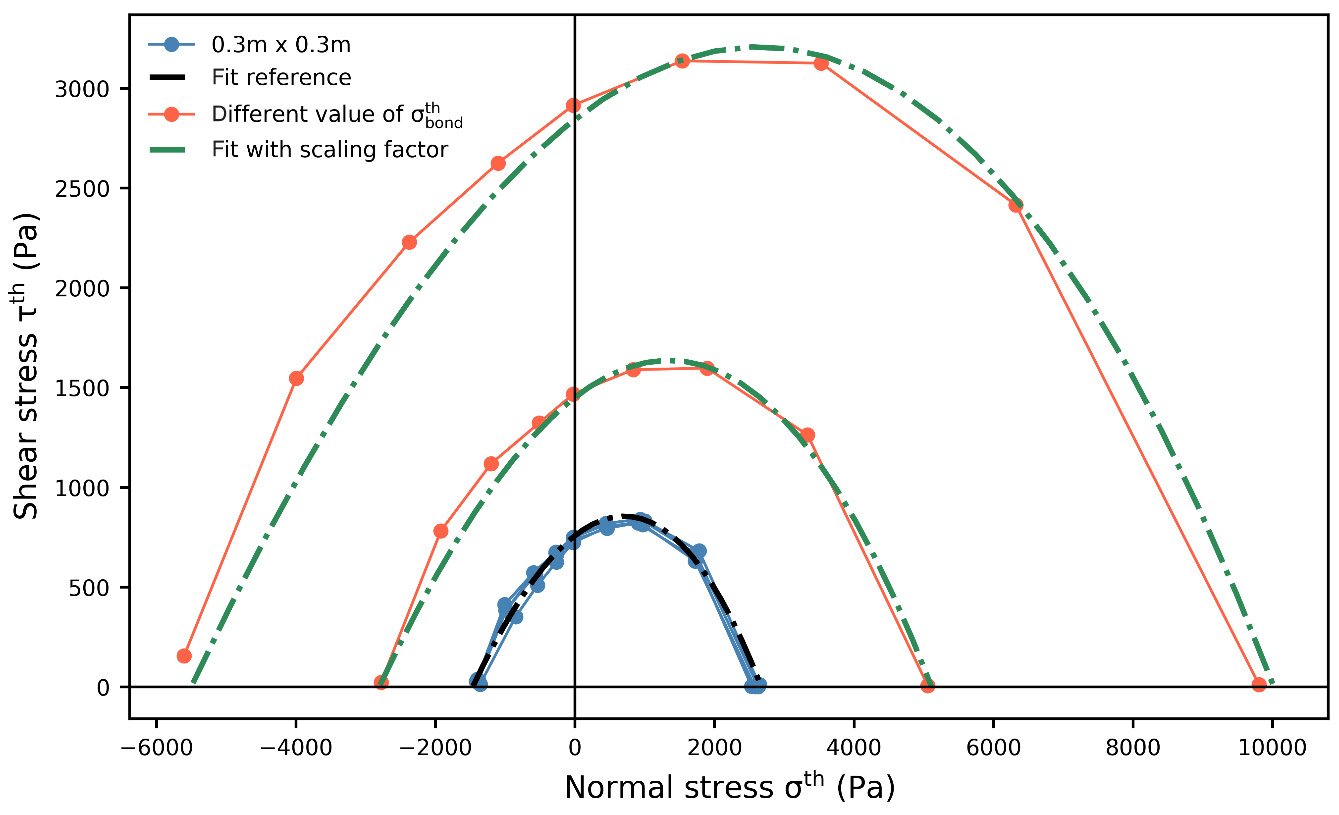 0.3m x 0.3m
Fit reference
Different value of σ^th_bond
Fit with scaling factor
3000
2500
2000
1500
1000
500
0
Shear stress τ^th (Pa)
−6000 −4000 −2000 0 2000 4000 6000 8000 10000
Normal stress σ^th (Pa)